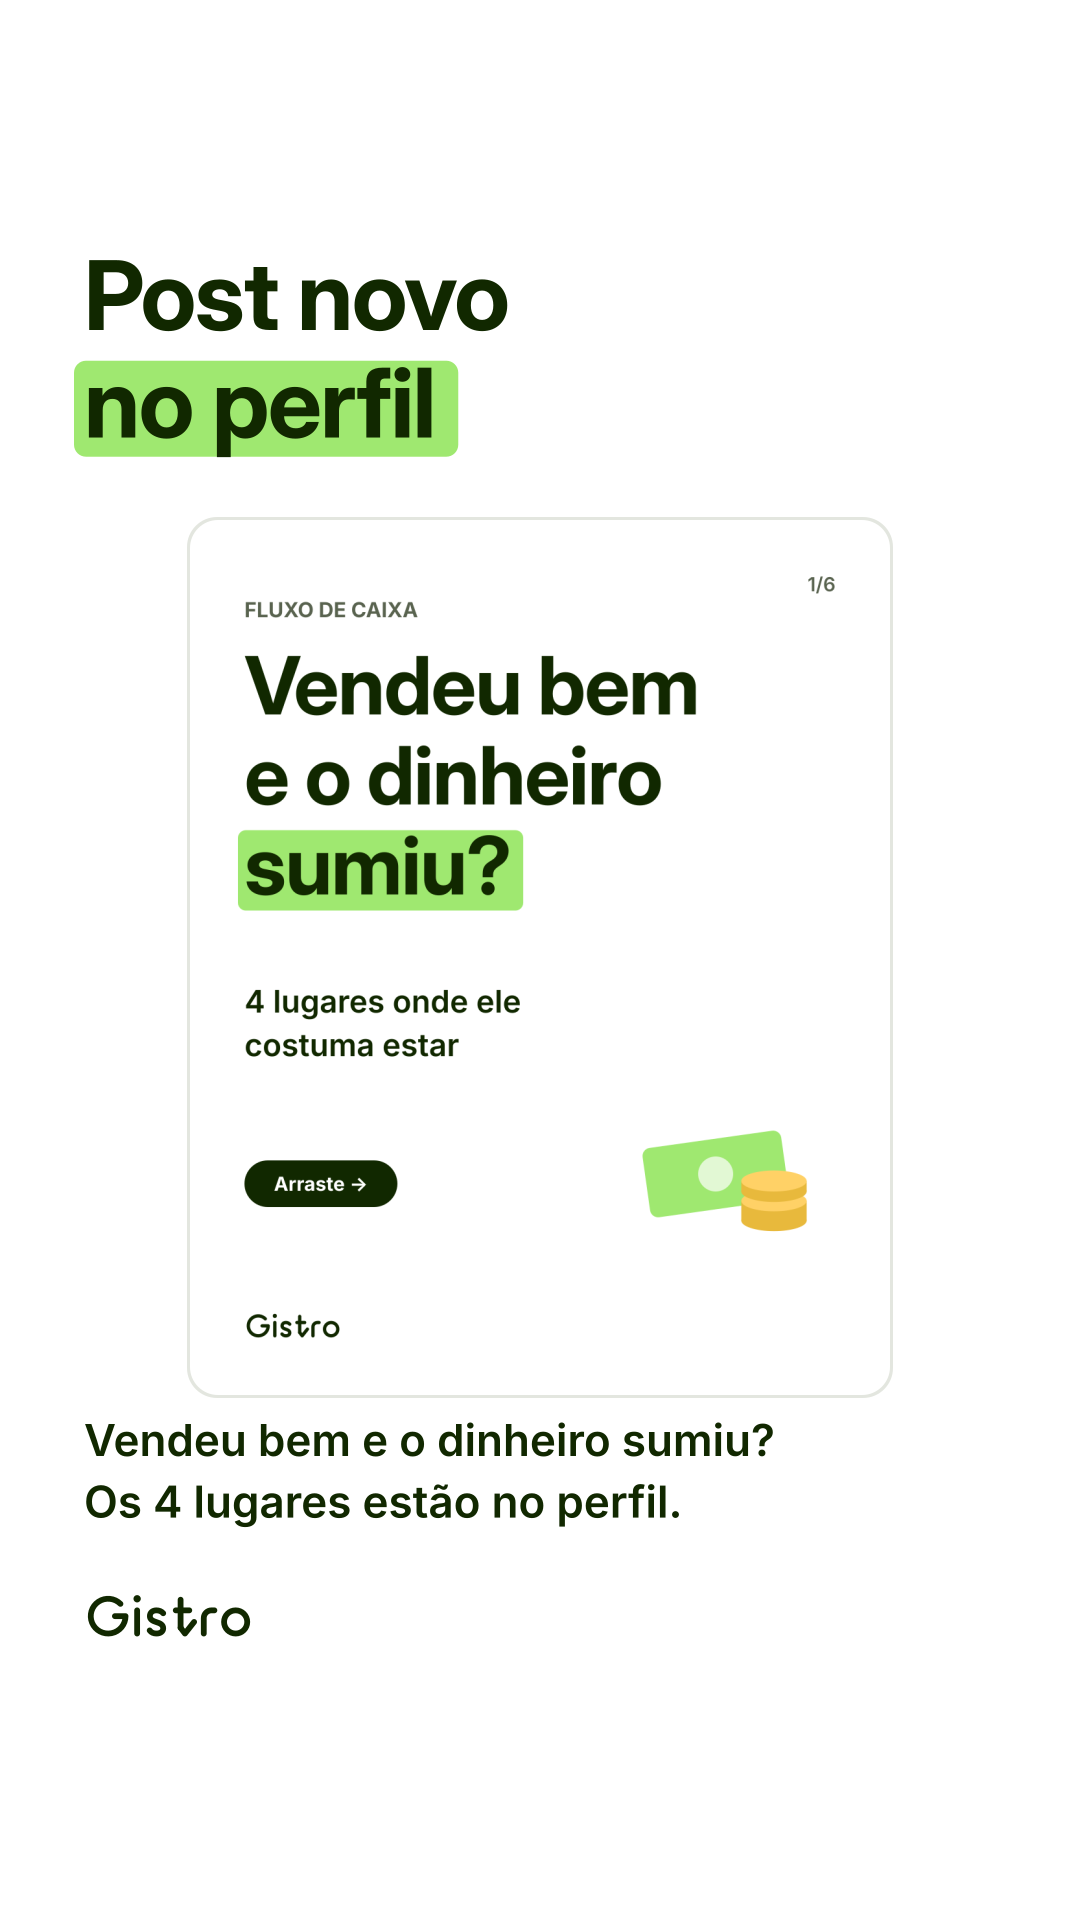 Post novo
no perfil
1/6
FLUXO DE CAIXA
Vendeu bem
e o dinheiro
sumiu?
4 lugares onde ele
costuma estar
Arraste →
Gistro
Vendeu bem e o dinheiro sumiu?
Os 4 lugares estão no perfil.
Gistro